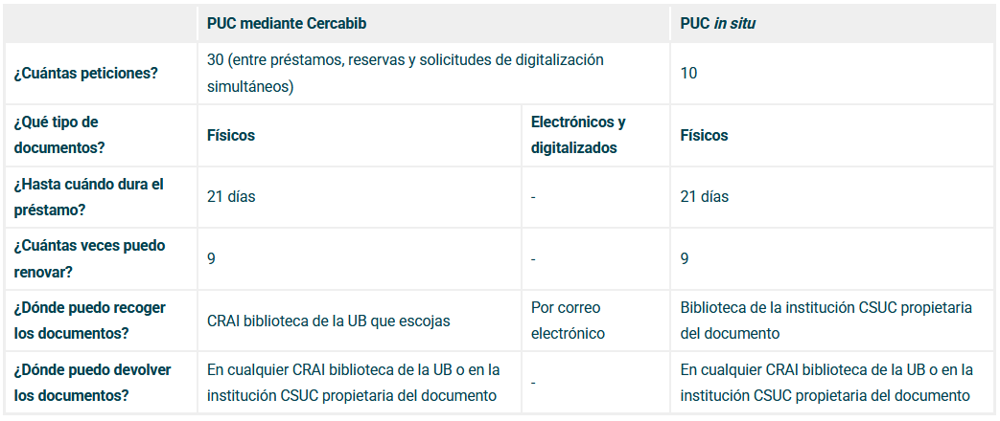 PUC mediante Cercabib
PUC in situ
¿Cuántas peticiones?
30 (entre préstamos, reservas y solicitudes de digitalización
simultáneos)
10
¿Qué tipo de
documentos?
Físicos
Electrónicos y
digitalizados
Físicos
¿Hasta cuándo dura el
préstamo?
21 días
-
21 días
¿Cuántas veces puedo
renovar?
9
-
9
¿Dónde puedo recoger
los documentos?
CRAI biblioteca de la UB que escojas
Por correo
electrónico
Biblioteca de la institución CSUC propietaria
del documento
¿Dónde puedo devolver
los documentos?
En cualquier CRAI biblioteca de la UB o en la
institución CSUC propietaria del documento
-
En cualquier CRAI biblioteca de la UB o en la
institución CSUC propietaria del documento